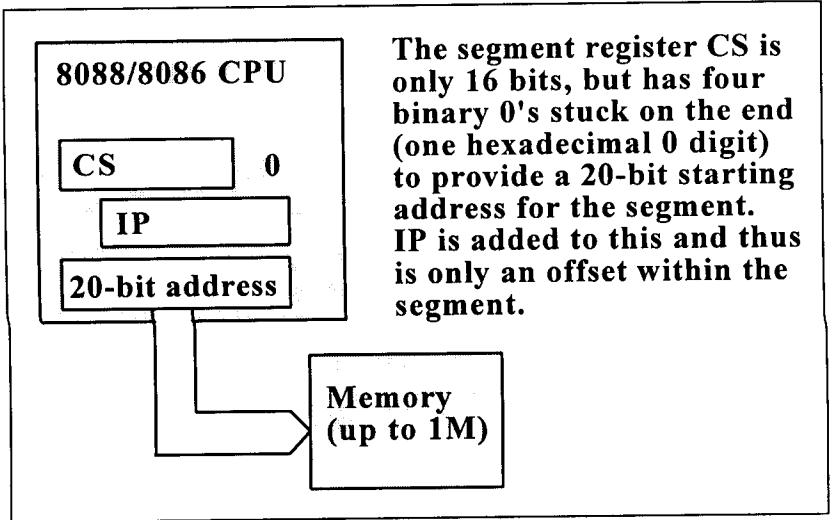 8088/8086 CPU
CS 0
IP
20-bit address
The segment register CS is
only 16 bits, but has four
binary 0's stuck on the end
(one hexadecimal 0 digit)
to provide a 20-bit starting
address for the segment.
IP is added to this and thus
is only an offset within the
segment.
Memory
(up to 1M)